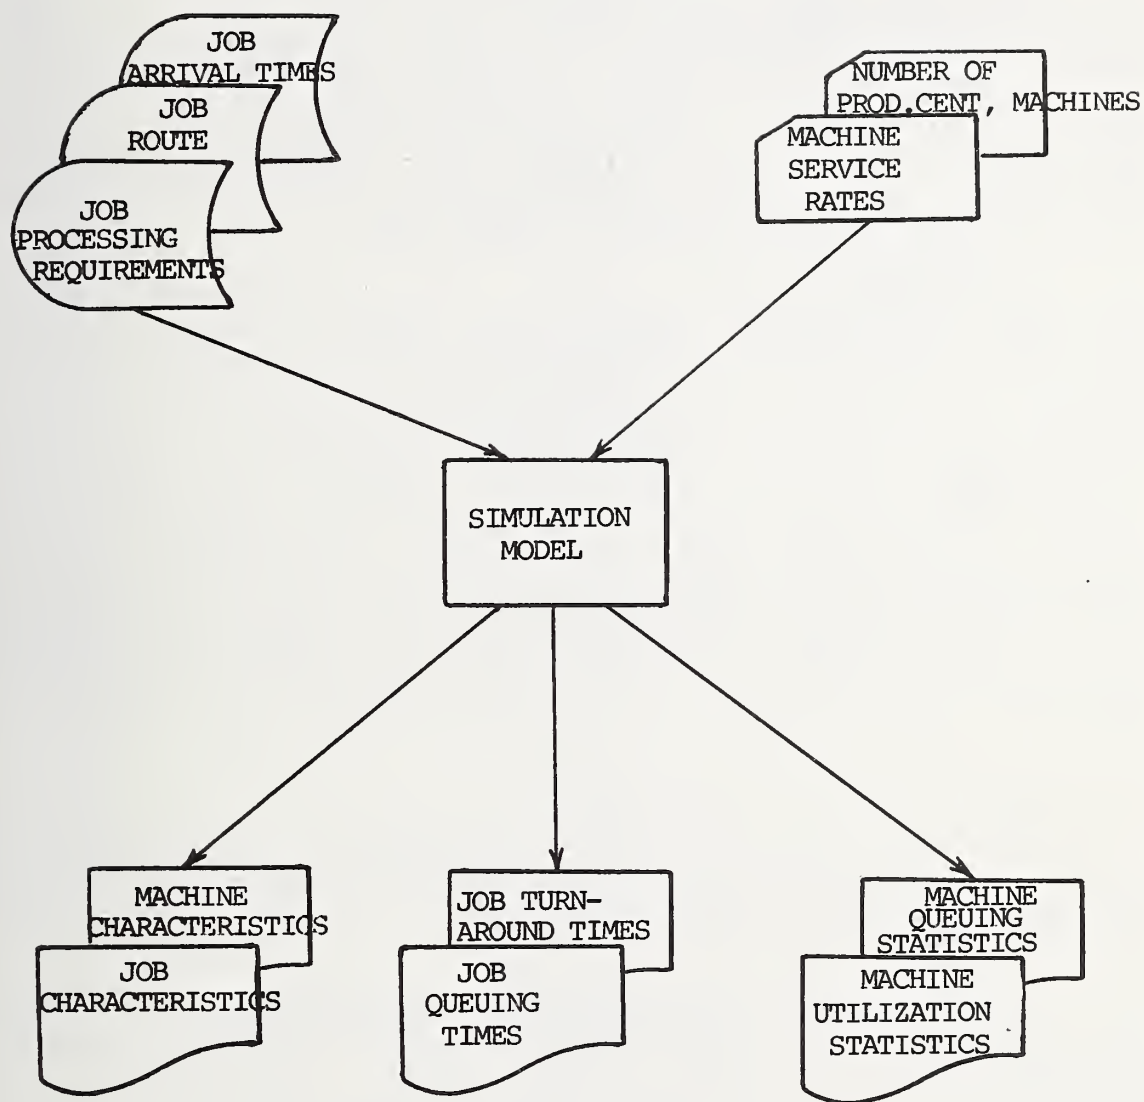 JOB
ARRIVAL TIMES
JOB
ROUTE
JOB
PROCESSING
REQUIREMENTS
NUMBER OF
PROD.CENT, MACHINES
MACHINE
SERVICE
RATES
SIMULATION
MODEL
MACHINE
CHARACTERISTICS
JOB
CHARACTERISTICS
JOB TURN-
AROUND TIMES
JOB
QUEUING
TIMES
MACHINE
QUEUING
STATISTICS
MACHINE
UTILIZATION
STATISTICS